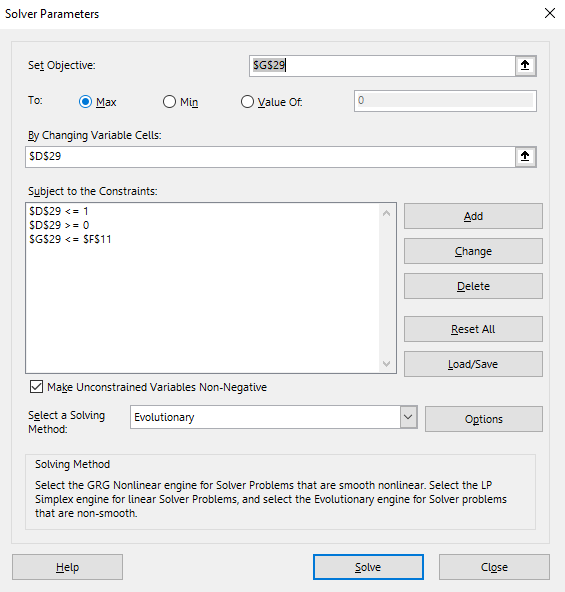 Solver Parameters
Set Objective:
$G$29
To:
Max
Min
Value Of:
0
By Changing Variable Cells:
$D$29
Subject to the Constraints:
$D$29 <= 1
$D$29 >= 0
$G$29 <= $F$11
Add
Change
Delete
Reset All
Load/Save
Make Unconstrained Variables Non-Negative
Select a Solving
Method:
Evolutionary
Options
Solving Method
Select the GRG Nonlinear engine for Solver Problems that are smooth nonlinear. Select the LP
Simplex engine for linear Solver Problems, and select the Evolutionary engine for Solver problems
that are non-smooth.
Help
Solve
Close